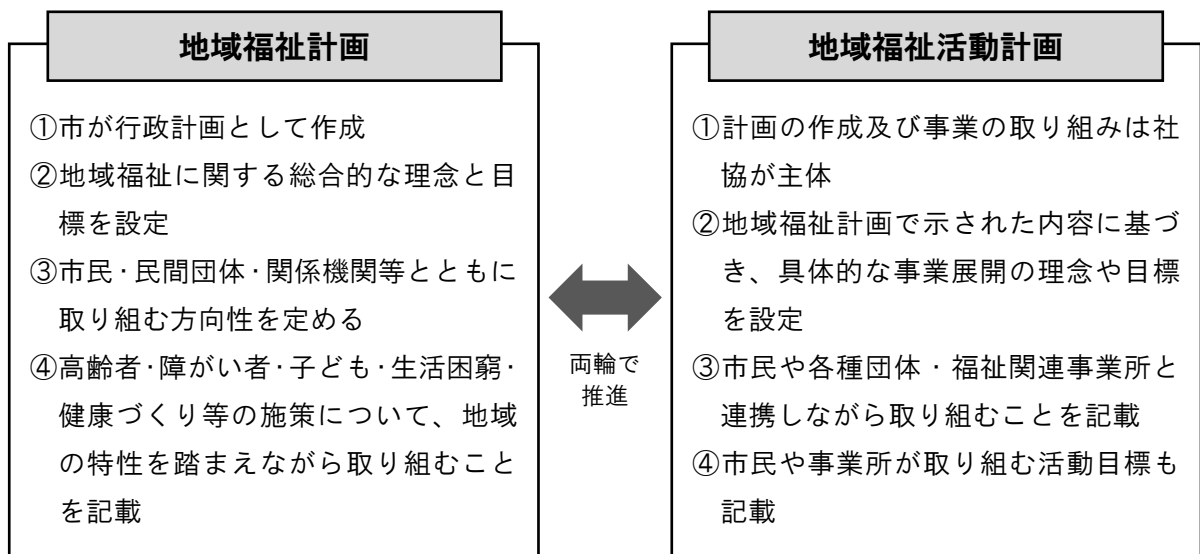 地域福祉計画
①市が行政計画として作成
②地域福祉に関する総合的な理念と目
標を設定
③市民・民間団体・関係機関等とともに
取り組む方向性を定める
④高齢者・障がい者・子ども・生活困窮・
健康づくり等の施策について、地域
の特性を踏まえながら取り組むこと
を記載
両輪で
推進
地域福祉活動計画
①計画の作成及び事業の取り組みは社
協が主体
②地域福祉計画で示された内容に基づ
き、具体的な事業展開の理念や目標
を設定
③市民や各種団体・福祉関連事業所と
連携しながら取り組むことを記載
④市民や事業所が取り組む活動目標も
記載